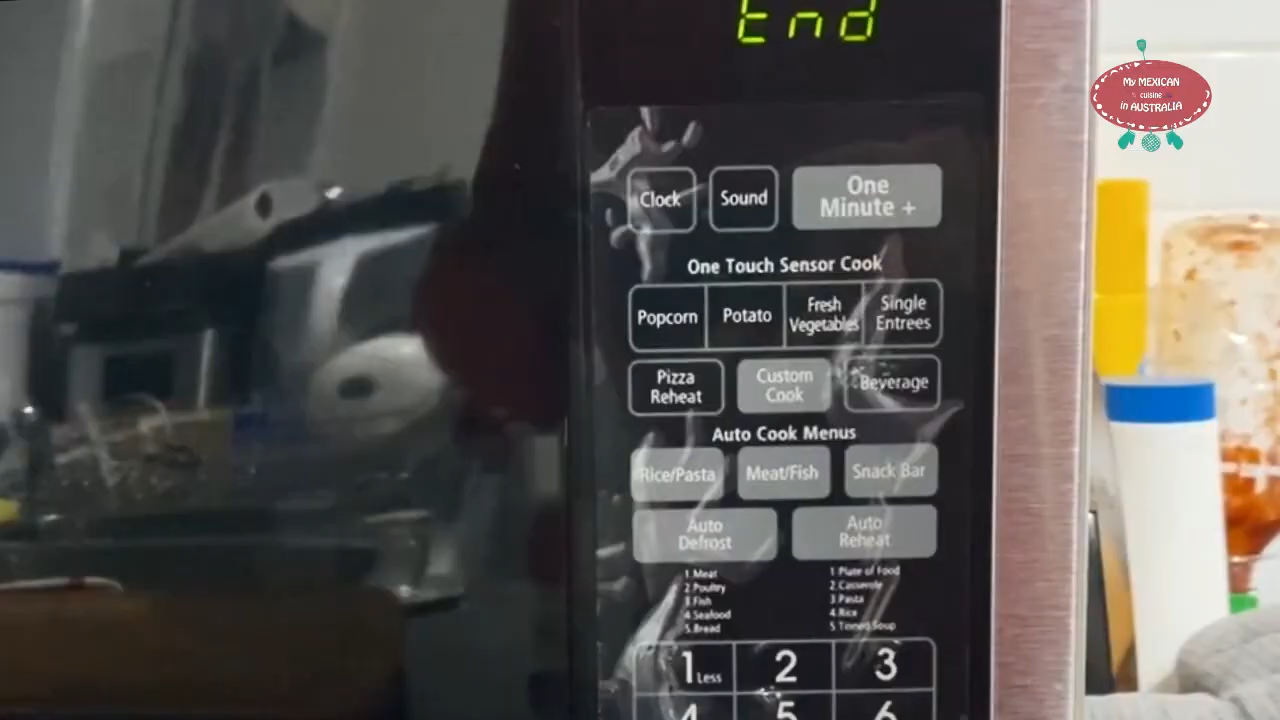 End
My MEXICAN
cuisine
in AUSTRALIA
Clock
Sound
One
Minute +
One Touch Sensor Cook
Popcorn
Potato
Fresh
Vegetables
Single
Entrees
Pizza
Reheat
Custom
Cook
Beverage
Auto Cook Menus
Rice/Pasta
Meat/Fish
Snack Bar
Auto
Defrost
Auto
Reheat
1 Meat
2 Poultry
3 Fish
4 Seafood
5 Bread
1 Plate of Food
2 Casserole
3 Pasta
4 Rice
5 Tinned Soup
1 Less
2
3
4
5
6